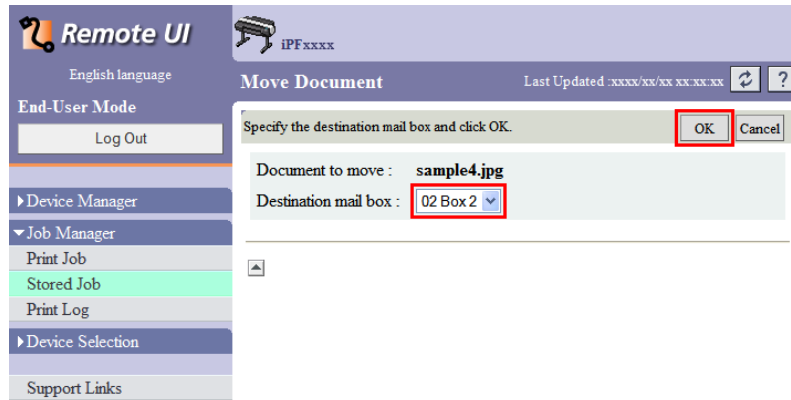 Remote UI
English language
End-User Mode
Log Out
Device Manager
Job Manager
Print Job
Stored Job
Print Log
Device Selection
Support Links
iPFxxxx
Move Document
Last Updated :xxxx/xx/xx xx:xx:xx
?
Specify the destination mail box and click OK.
OK
Cancel
Document to move : sample4.jpg
Destination mail box : 02 Box 2